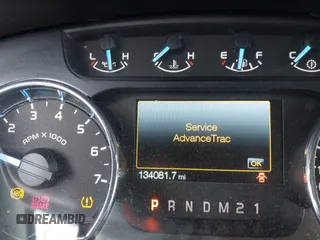 L H
C H
E F
C
2 3 4 5 6 7
RPM X 1000
Service
AdvanceTrac
OK
134081.7 mi
P R N D M 2 1
DREAMBID